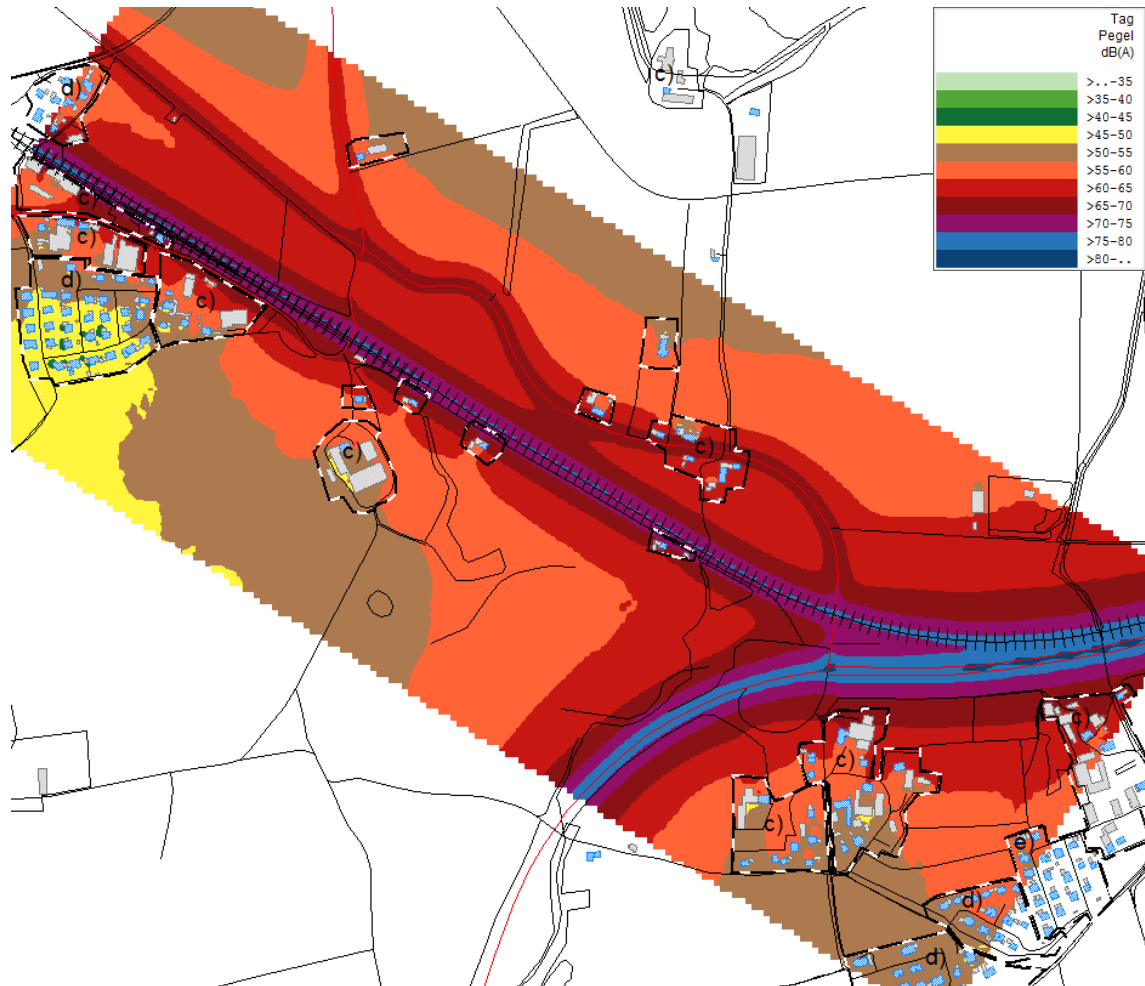 Tag
Pegel
dB(A)
>..-35
>35-40
>40-45
>45-50
>50-55
>55-60
>60-65
>65-70
>70-75
>75-80
>80-..
c)
d)
c)
c)
d)
c)
c)
c)
c)
c)
c)
e)
d)
d)